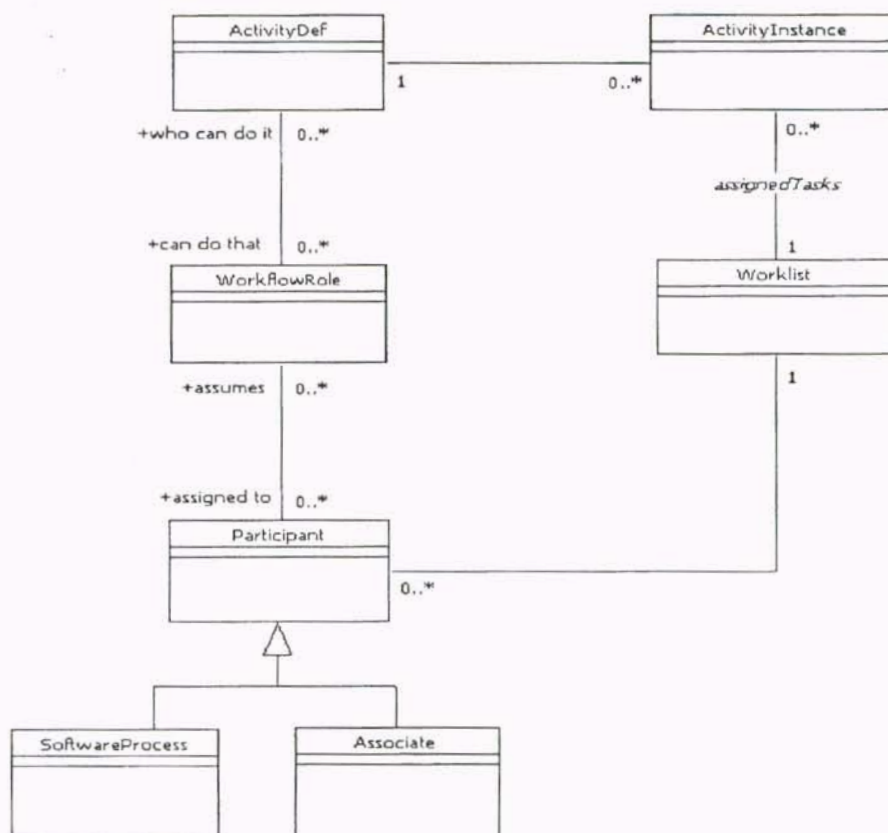 ActivityDef
ActivityInstance
1
0..*
+who can do it
0..*
0..*
assignedTasks
+can do that
0..*
1
WorkflowRole
Worklist
+assumes
0..*
1
+assigned to
0..*
Participant
0..*
SoftwareProcess
Associate